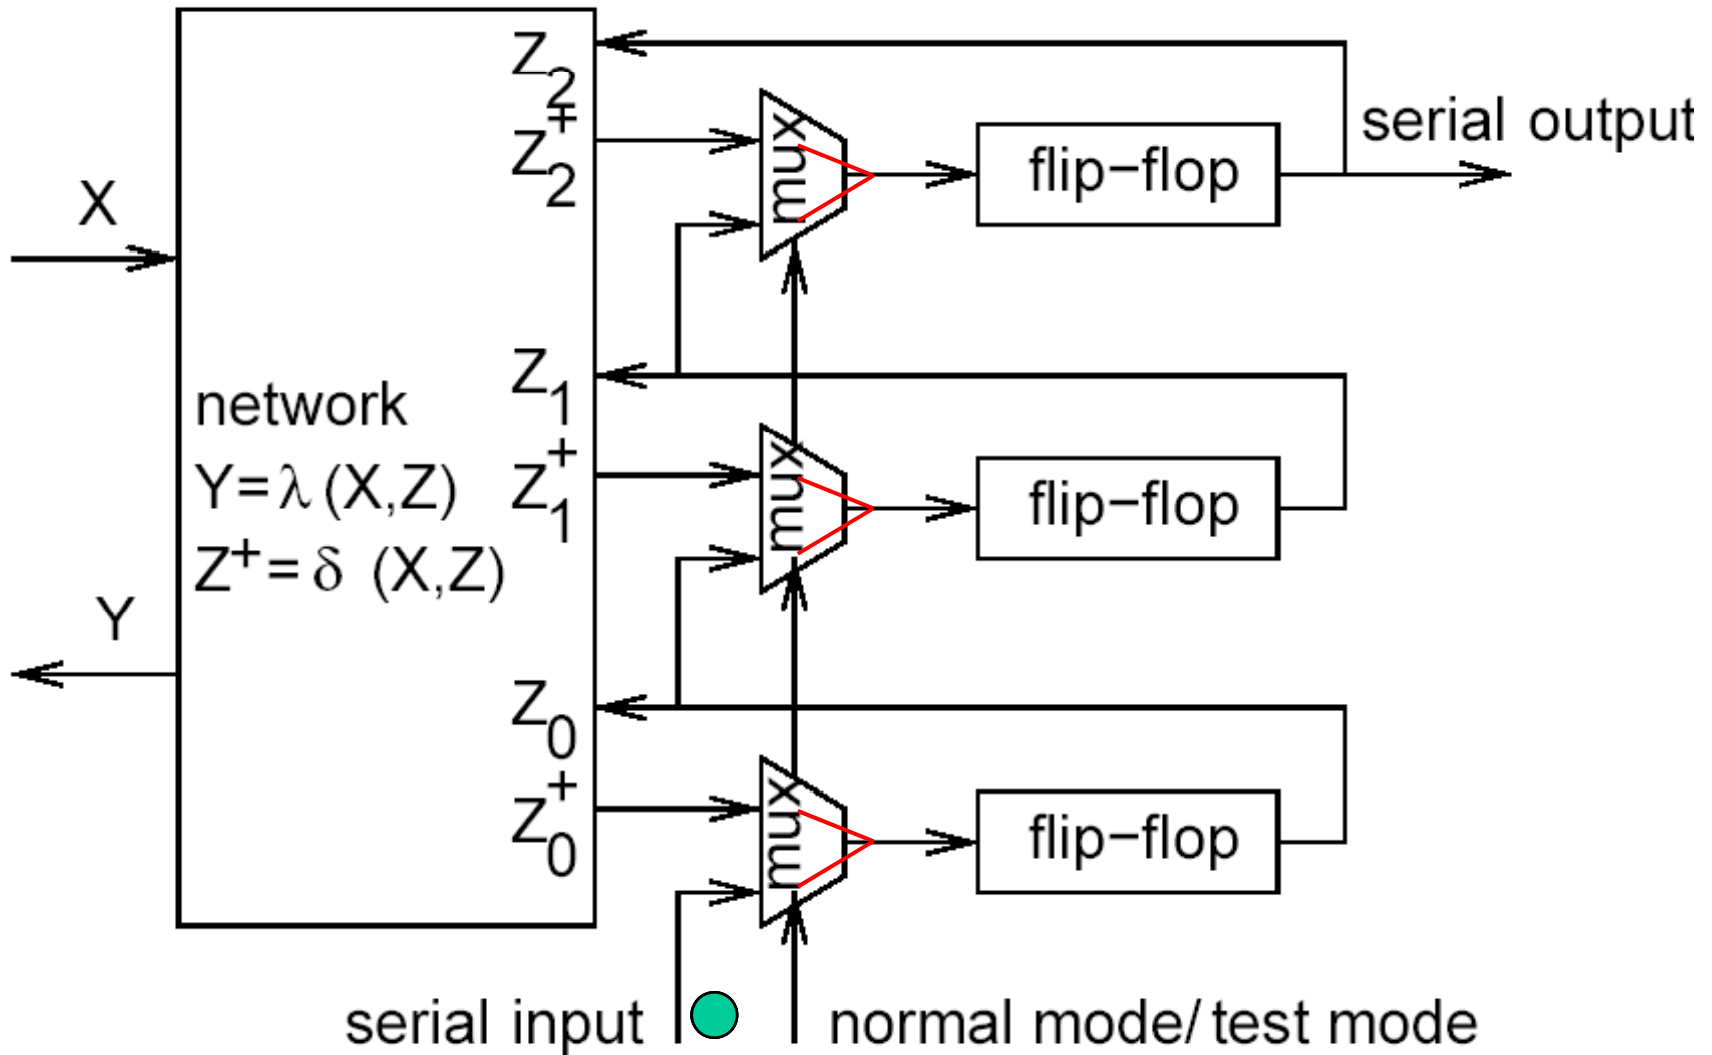 Z2
Z2+
mux
flip−flop
serial output
X
Z1
network
Z1+
mux
flip−flop
Y=λ (X,Z)
Z+=δ (X,Z)
Y
Z0
Z0+
mux
flip−flop
serial input
normal mode/ test mode